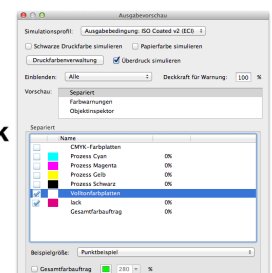 Ausgabevorschau
Simulationsprofil: Ausgabebedingung: ISO Coated v2 (ECI)
Schwarze Druckfarbe simulieren Papierfarbe simulieren
Druckfarbenverwaltung Überdruck simulieren
Einblenden: Alle Deckkraft für Warnung: 100 %
Vorschau: Separiert
Farbwarnungen
Objektinspektor
k
Separiert
Name
CMYK-Farbplatten
Prozess Cyan 0%
Prozess Magenta 0%
Prozess Gelb 0%
Prozess Schwarz 0%
Volltonfarbplatten
lack 0%
Gesamtfarbauftrag 0%
Beispielgröße: Punktbeispiel
Gesamtfarbauftrag 280 %